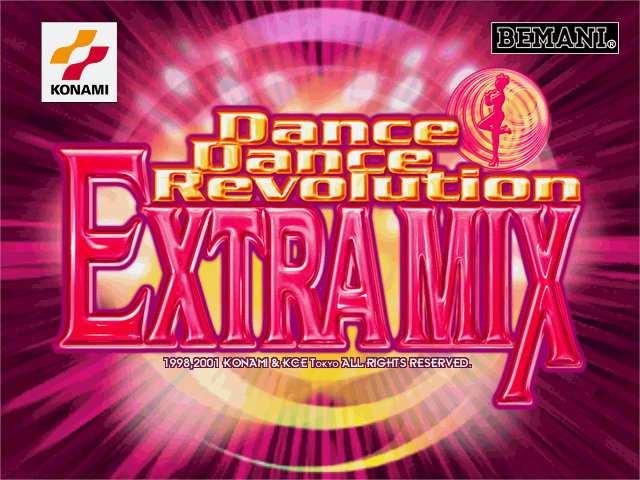 KONAMI
BEMANI®
Dance
Dance
Revolution
EXTRA MIX
1998,2001 KONAMI & KCE TOKYO ALL RIGHTS RESERVED.